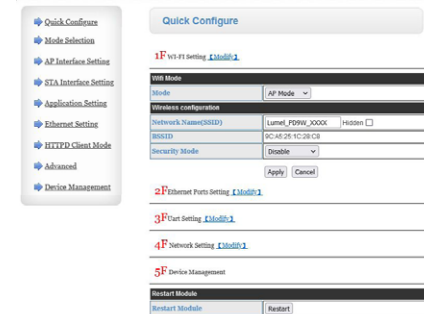 Quick Configure
Mode Selection
AP Interface Setting
STA Interface Setting
Application Setting
Ethernet Setting
HTTPD Client Mode
Advanced
Device Management
Quick Configure
1F WI-FI Setting 【Modify】
Wifi Mode
Mode AP Mode
Wireless configuration
Network Name(SSID) Lumel_PD9W_XXXX Hidden
BSSID 9C:A5:25:1C:28:C8
Security Mode Disable
Apply Cancel
2F Ethernet Ports Setting 【Modify】
3F Uart Setting 【Modify】
4F Network Setting 【Modify】
5F Device Management
Restart Module
Restart Module Restart